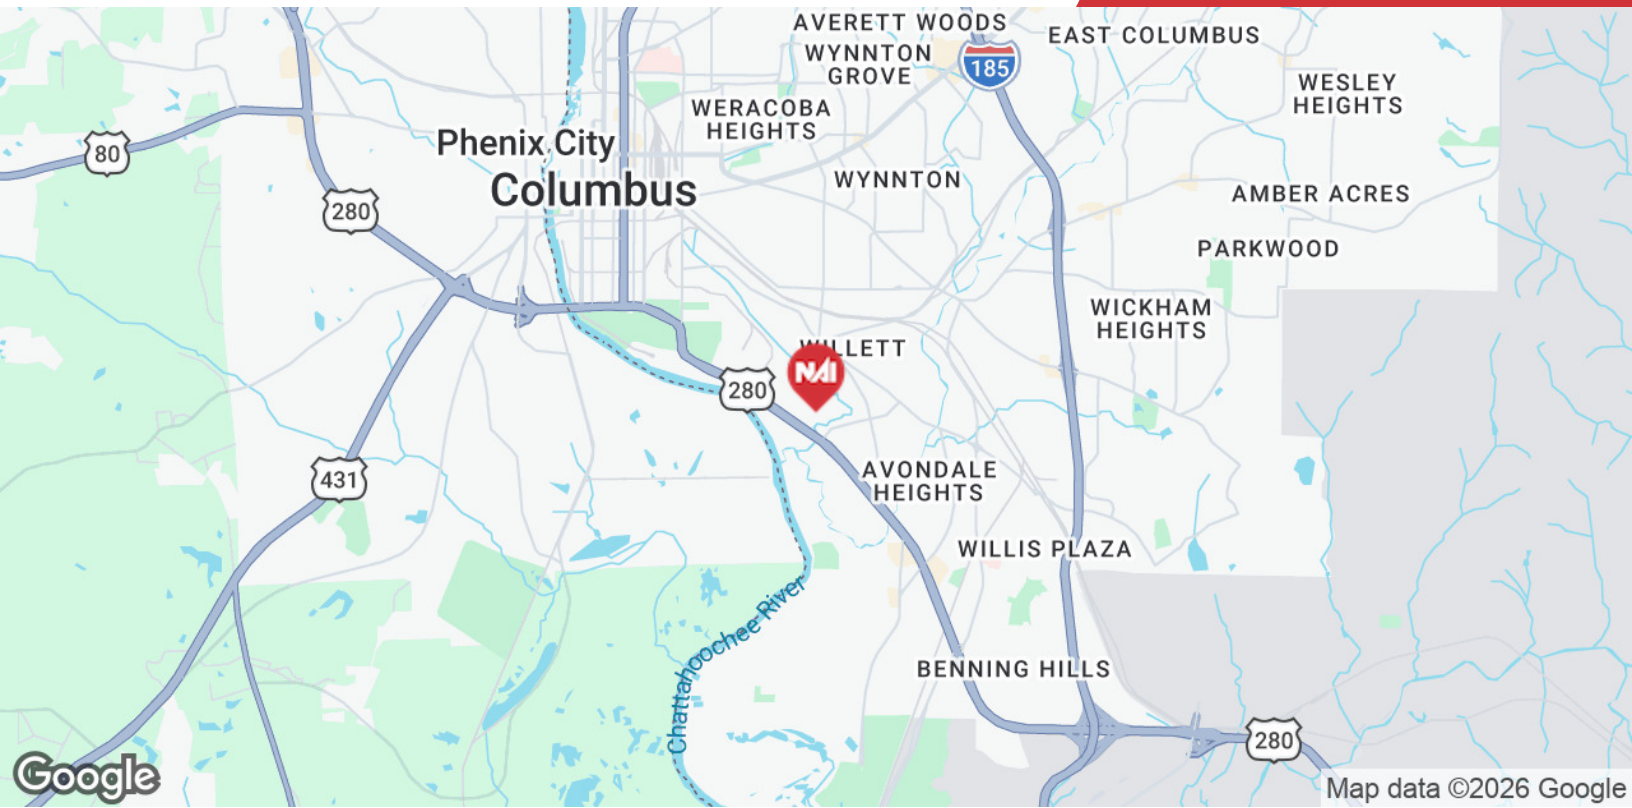 AVERETT WOODS
EAST COLUMBUS
WYNNTON
GROVE
185
WESLEY
HEIGHTS
WERACOBA
HEIGHTS
Phenix City
80
Columbus
WYNNTON
AMBER ACRES
280
PARKWOOD
WICKHAM
HEIGHTS
WILLETT
NAI
280
AVONDALE
HEIGHTS
431
WILLIS PLAZA
Chattahoochee River
BENNING HILLS
280
Google
Map data ©2026 Google